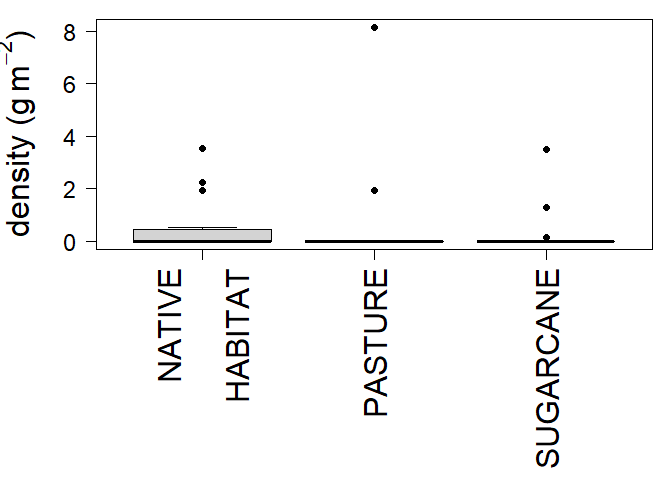 density (g m⁻²)
8
6
4
2
0
NATIVE
HABITAT
PASTURE
SUGARCANE